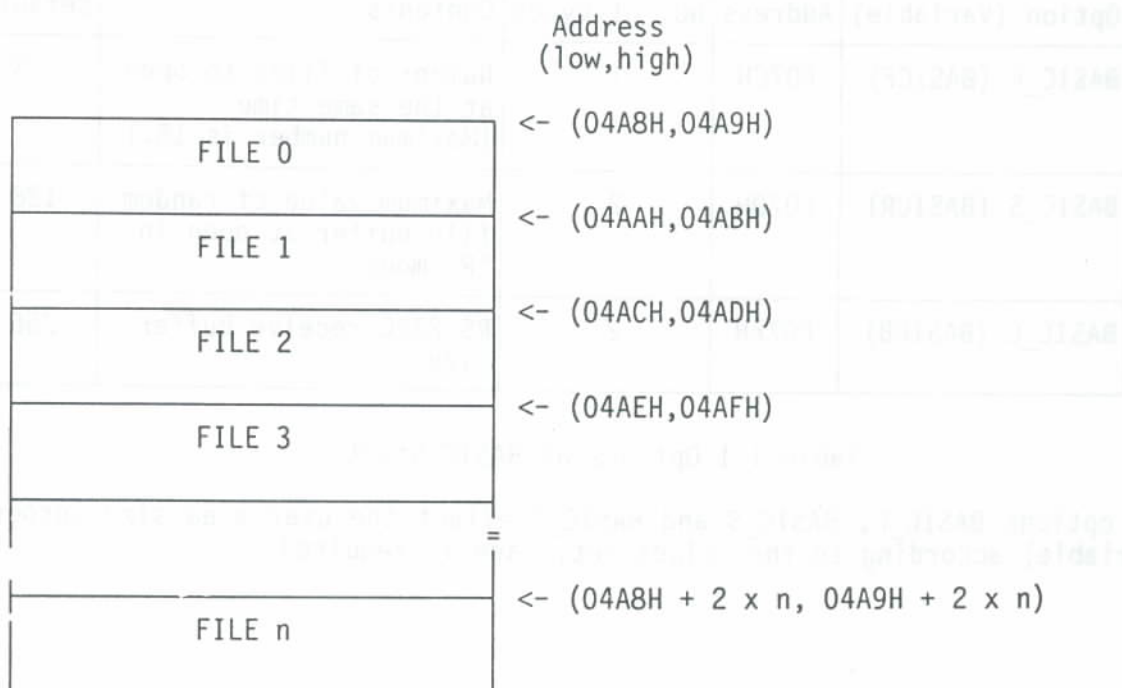 Address
(low,high)
<- (04A8H,04A9H)
FILE 0
<- (04AAH,04ABH)
FILE 1
<- (04ACH,04ADH)
FILE 2
<- (04AEH,04AFH)
FILE 3
=
<- (04A8H + 2 x n, 04A9H + 2 x n)
FILE n